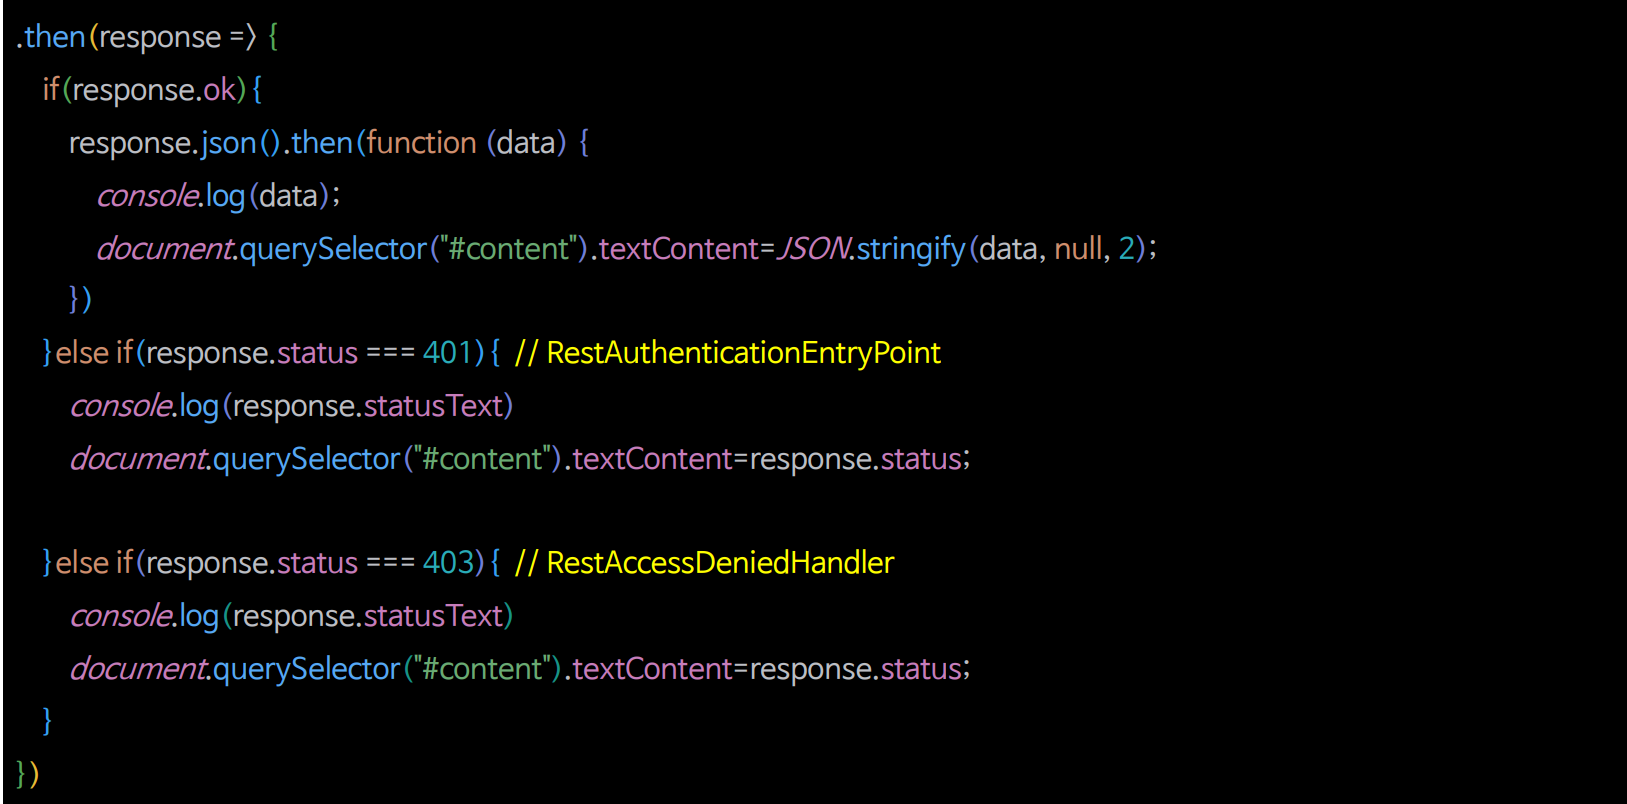 .then(response => {
if(response.ok){
response.json().then(function (data) {
console.log(data);
document.querySelector("#content").textContent=JSON.stringify(data, null, 2);
})
}else if(response.status === 401){ // RestAuthenticationEntryPoint
console.log(response.statusText)
document.querySelector("#content").textContent=response.status;
}else if(response.status === 403){ // RestAccessDeniedHandler
console.log(response.statusText)
document.querySelector("#content").textContent=response.status;
}
})